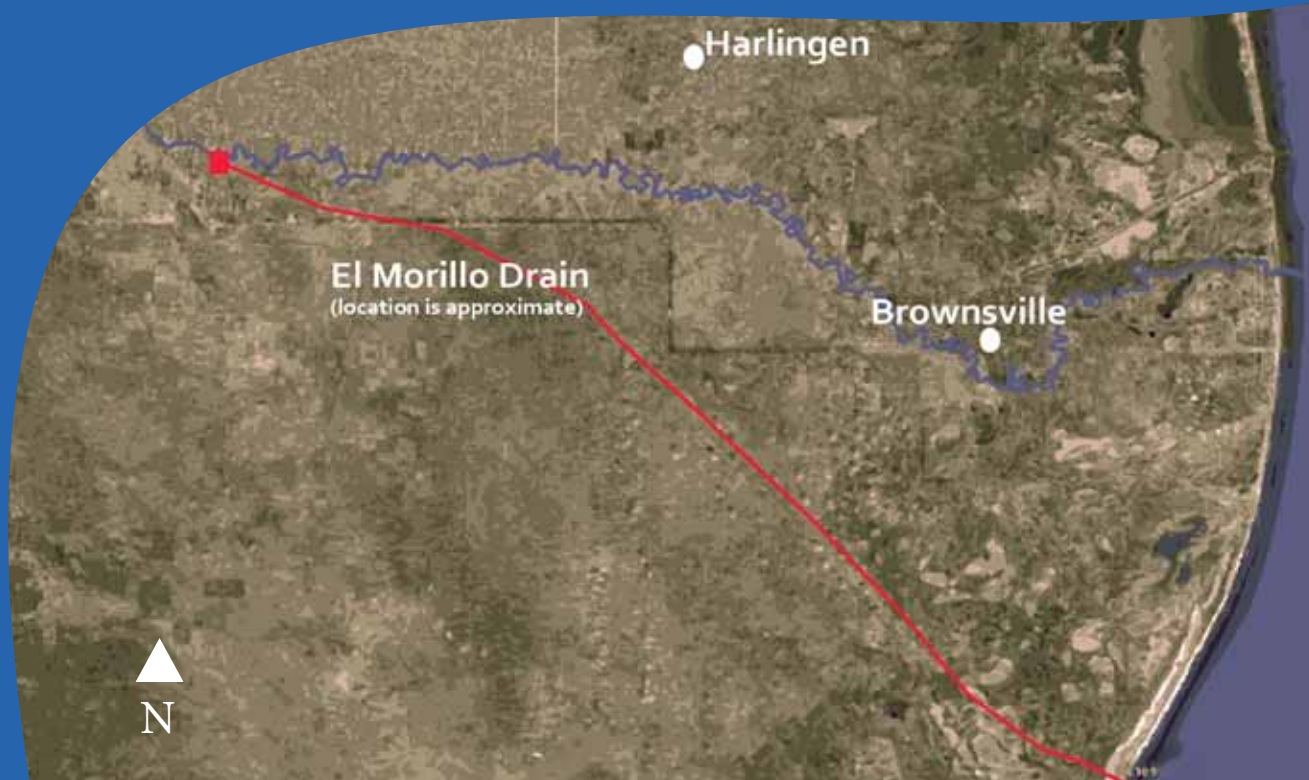 Harlingen
El Morillo Drain
(location is approximate)
Brownsville
N